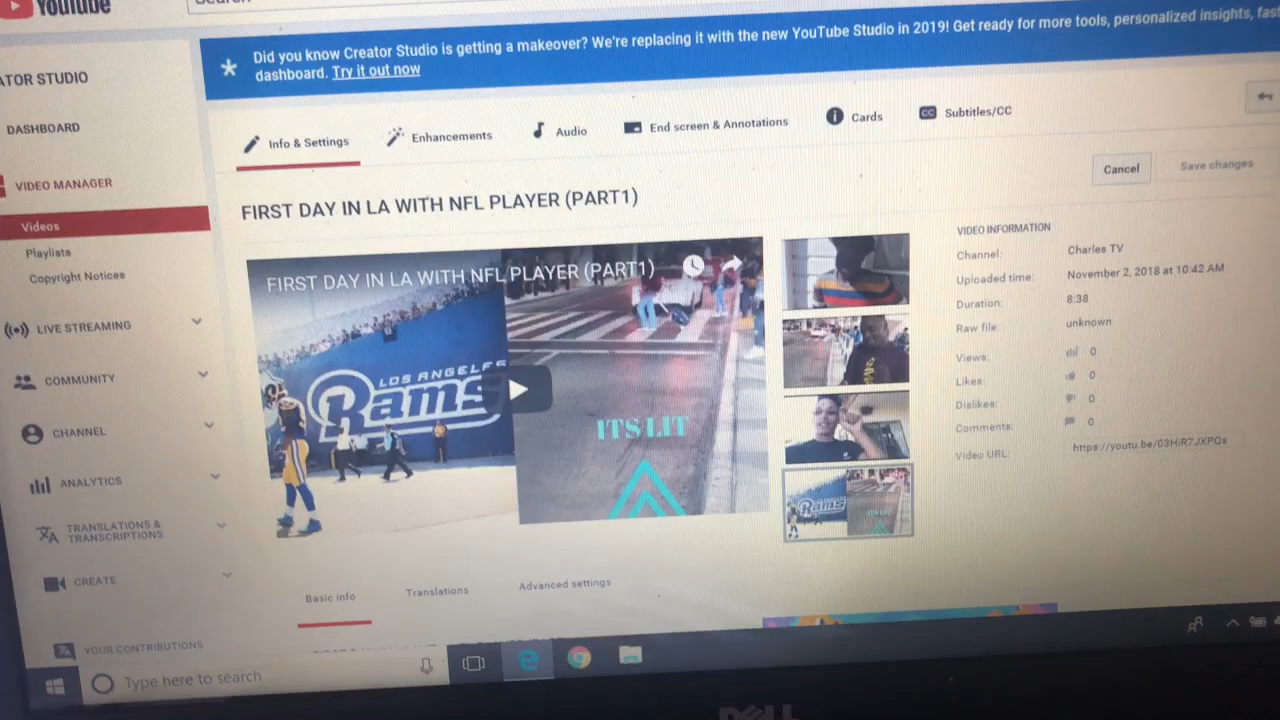 YouTube
Did you know Creator Studio is getting a makeover? We're replacing it with the new YouTube Studio in 2019! Get ready for more tools, personalized insights,
dashboard. Try it out now
ATOR STUDIO
DASHBOARD
VIDEO MANAGER
Videos
Playlists
Copyright Notices
LIVE STREAMING
COMMUNITY
CHANNEL
ANALYTICS
TRANSLATIONS &
TRANSCRIPTIONS
CREATE
YOUR CONTRIBUTIONS
Info & Settings
Enhancements
Audio
End screen & Annotations
Cards
CC Subtitles/CC
Cancel
Save changes
FIRST DAY IN LA WITH NFL PLAYER (PART1)
FIRST DAY IN LA WITH NFL PLAYER (PART1)
LOS ANGELES
Rams
ITS LIT
Rams
ITS LIT
VIDEO INFORMATION
Channel: Charles TV
Uploaded time: November 2, 2018 at 10:42 AM
Duration: 8:38
Raw file: unknown
Views: 0
Likes: 0
Dislikes: 0
Comments: 0
Video URL: https://youtu.be/03HiR7JXPQs
Basic info
Translations
Advanced settings
Type here to search
DELL